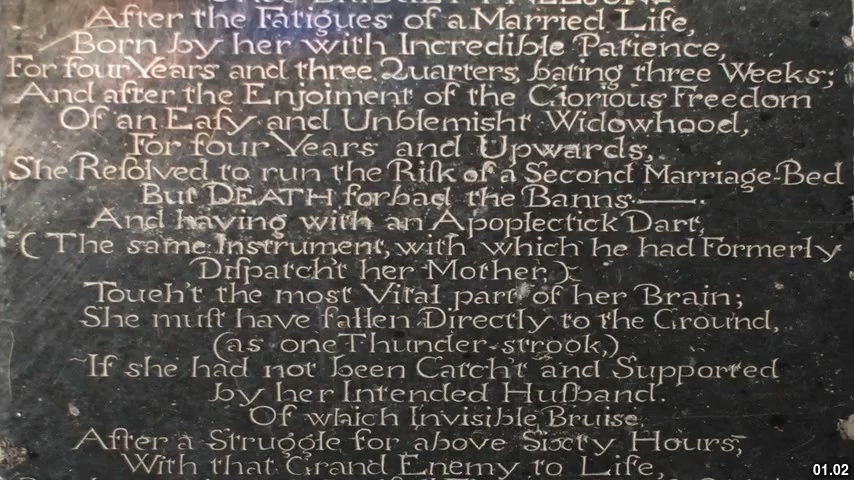 After the Fatigues of a Married Life,
Born by her with Incredible Patience,
For four Years and three Quarters, bating three Weeks;
And after the Enjoiment of the Glorious Freedom
Of an Eaſy and Unblemisht Widowhood,
For four Years and Upwards,
She Reſolved to run the Riſk of a Second Marriage-Bed
But DEATH forbad the Banns
And having with an Apoplectick Dart,
(The same Instrument, with which he had Formerly
Diſpatch't her Mother,)
Touch't the most Vital part of her Brain;
She muſt have fallen Directly to the Ground,
(as one Thunder-strook,)
If she had not been Catch't and Supported
by her Intended Huſband.
Of which Invisible Bruise
After a Struggle for above Sixty Hours,
With that Grand Enemy to Life,
01.02